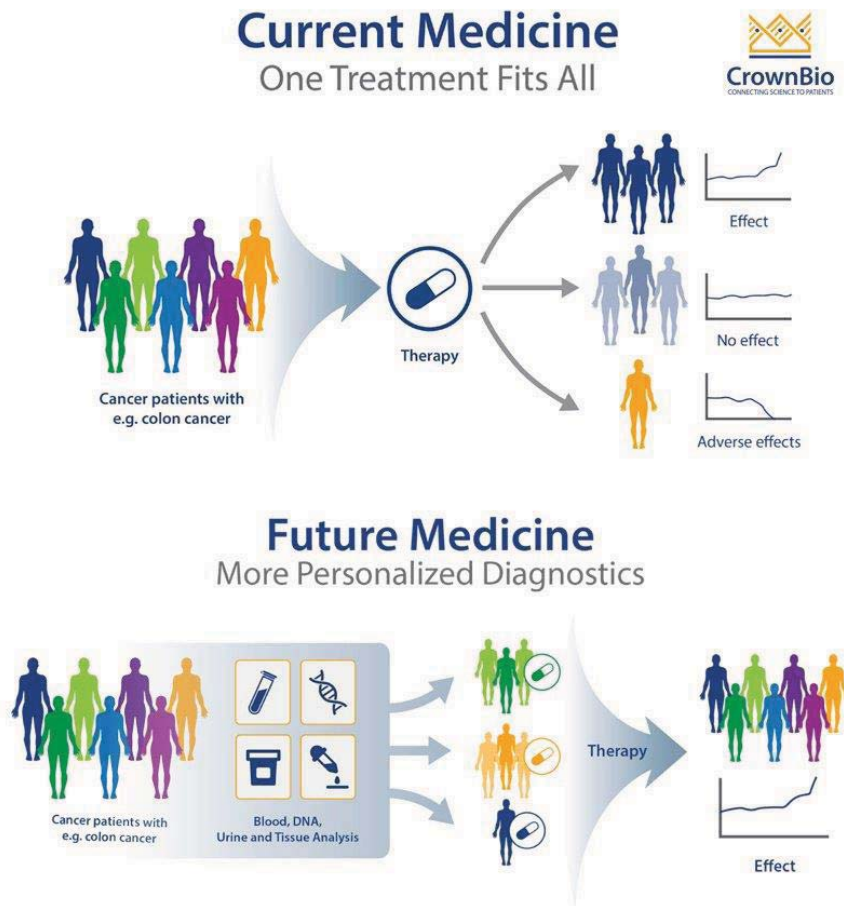 Current Medicine
One Treatment Fits All
CrownBio
CONNECTING SCIENCE TO PATIENTS
Effect
No effect
Therapy
Cancer patients with
e.g. colon cancer
Adverse effects
Future Medicine
More Personalized Diagnostics
Therapy
Cancer patients with
e.g. colon cancer
Blood, DNA,
Urine and Tissue Analysis
Effect